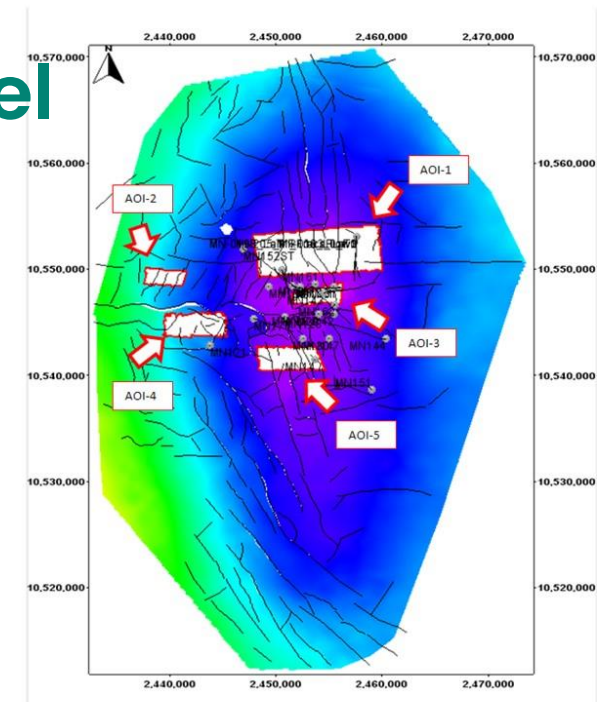 el
2,440,000 2,450,000 2,460,000 2,470,000
N
10,570,000 10,570,000
10,560,000 10,560,000
AOI-1
AOI-2
10,550,000 10,550,000
MN152ST
AOI-3
MN144
10,540,000 10,540,000
AOI-4
MN153
AOI-5
10,530,000 10,530,000
10,520,000 10,520,000
2,440,000 2,450,000 2,460,000 2,470,000